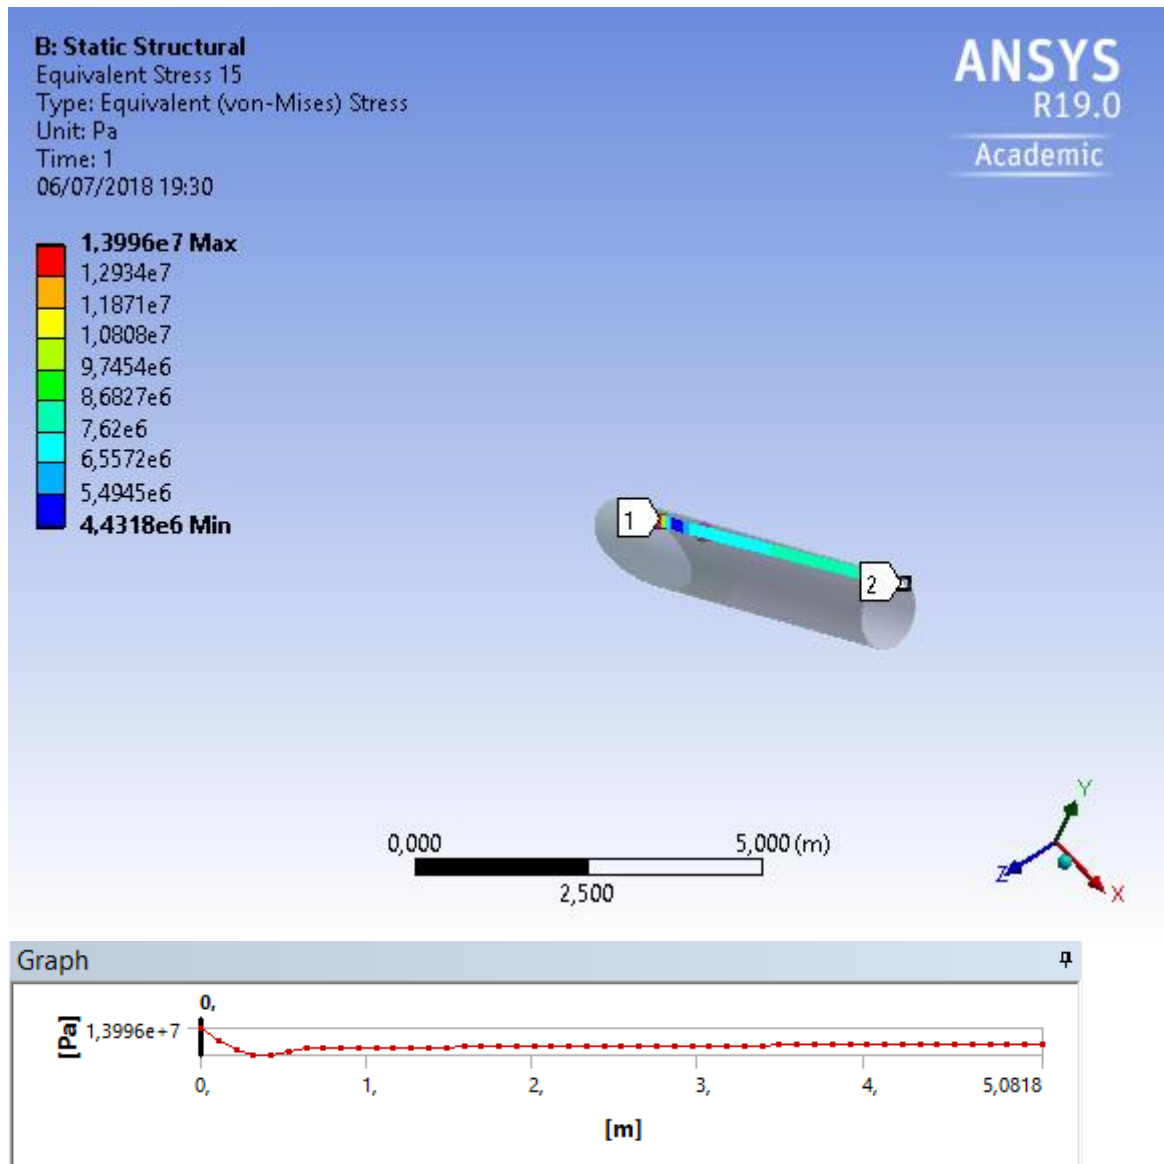 B: Static Structural
Equivalent Stress 15
Type: Equivalent (von-Mises) Stress
Unit: Pa
Time: 1
06/07/2018 19:30
ANSYS
R19.0
Academic
1,3996e7 Max
1,2934e7
1,1871e7
1,0808e7
9,7454e6
8,6827e6
7,62e6
6,5572e6
5,4945e6
4,4318e6 Min
1
2
0,000
5,000 (m)
2,500
Y
Z
X
Graph
0,
[Pa]
1,3996e+7
0,
1,
2,
3,
4,
5,0818
[m]